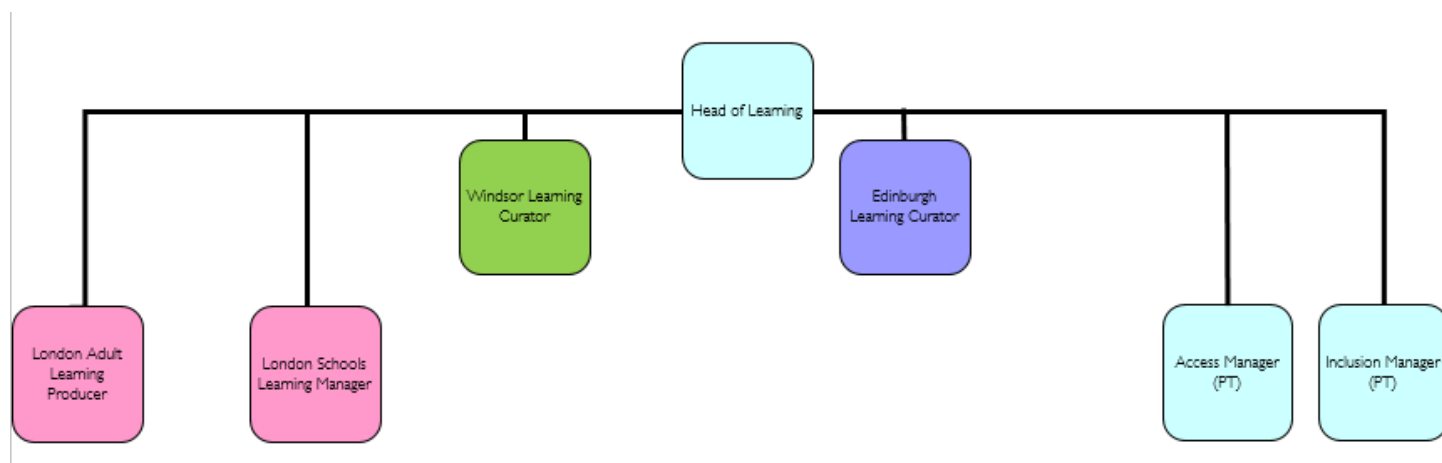 Head of Learning
Windsor Learning
Curator
Edinburgh
Learning Curator
London Adult
Learning
Producer
London Schools
Learning Manager
Access Manager
(PT)
Inclusion Manager
(PT)